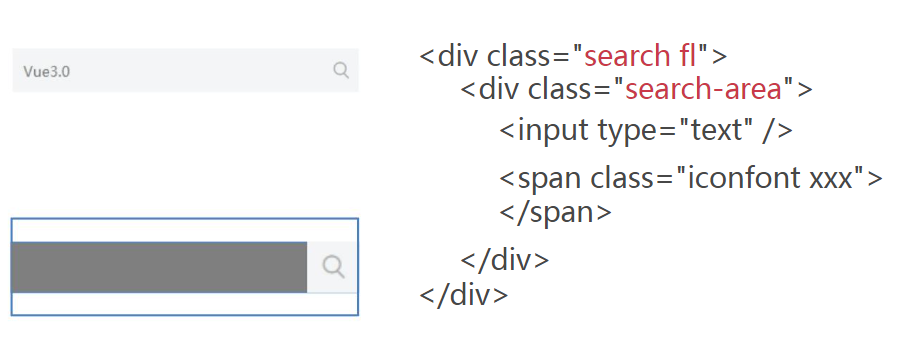 Vue3.0
<div class="search fl">
<div class="search-area">
<input type="text" />
<span class="iconfont xxx">
</span>
</div>
</div>